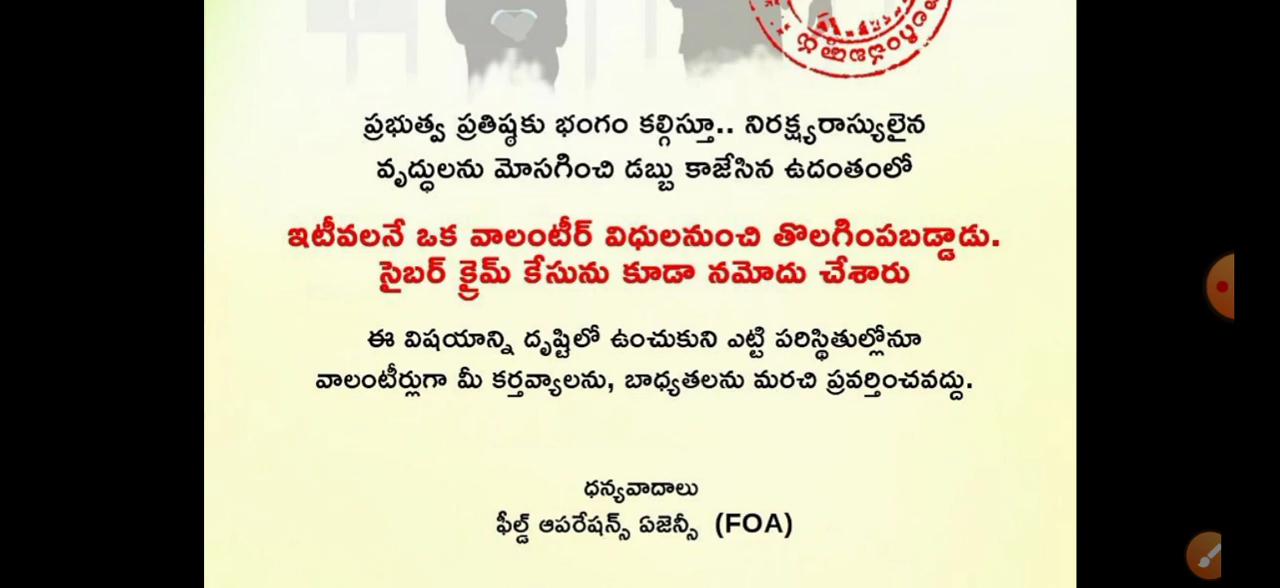 ప్రభుత్వ ప్రతిష్ఠకు భంగం కల్గిస్తూ.. నిరక్ష్యరాస్యులైన
వృద్ధులను మోసగించి డబ్బు కాజేసిన ఉదంతంలో
ఇటీవలనే ఒక వాలంటీర్ విధులనుంచి తొలగింపబడ్డాడు.
సైబర్ క్రైమ్ కేసును కూడా నమోదు చేశారు
ఈ విషయాన్ని దృష్టిలో ఉంచుకుని ఎట్టి పరిస్థితుల్లోనూ
వాలంటీర్లుగా మీ కర్తవ్యాలను, బాధ్యతలను మరచి ప్రవర్తించవద్దు.
ధన్యవాదాలు
ఫీల్డ్ ఆపరేషన్స్ ఏజెన్సీ (FOA)